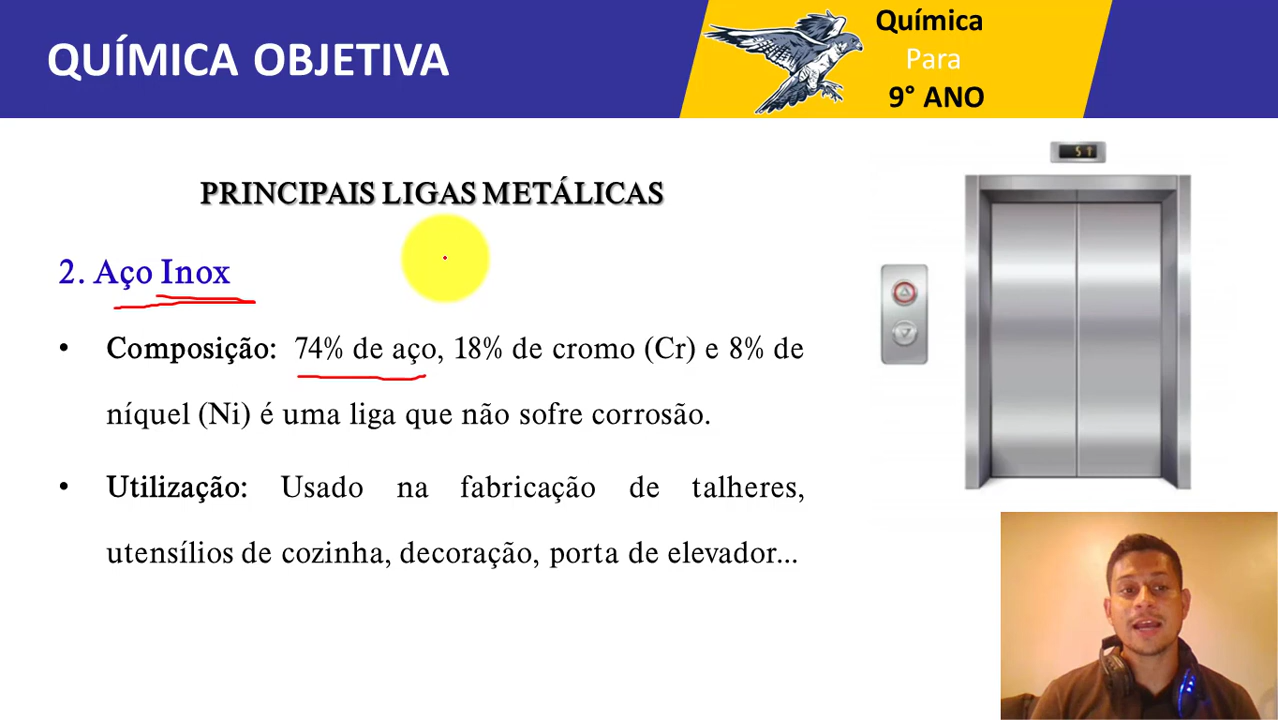 QUÍMICA OBJETIVA
Química
Para
9° ANO
PRINCIPAIS LIGAS METÁLICAS
2. Aço Inox
• Composição: 74% de aço, 18% de cromo (Cr) e 8% de
níquel (Ni) é uma liga que não sofre corrosão.
• Utilização: Usado na fabricação de talheres,
utensílios de cozinha, decoração, porta de elevador...